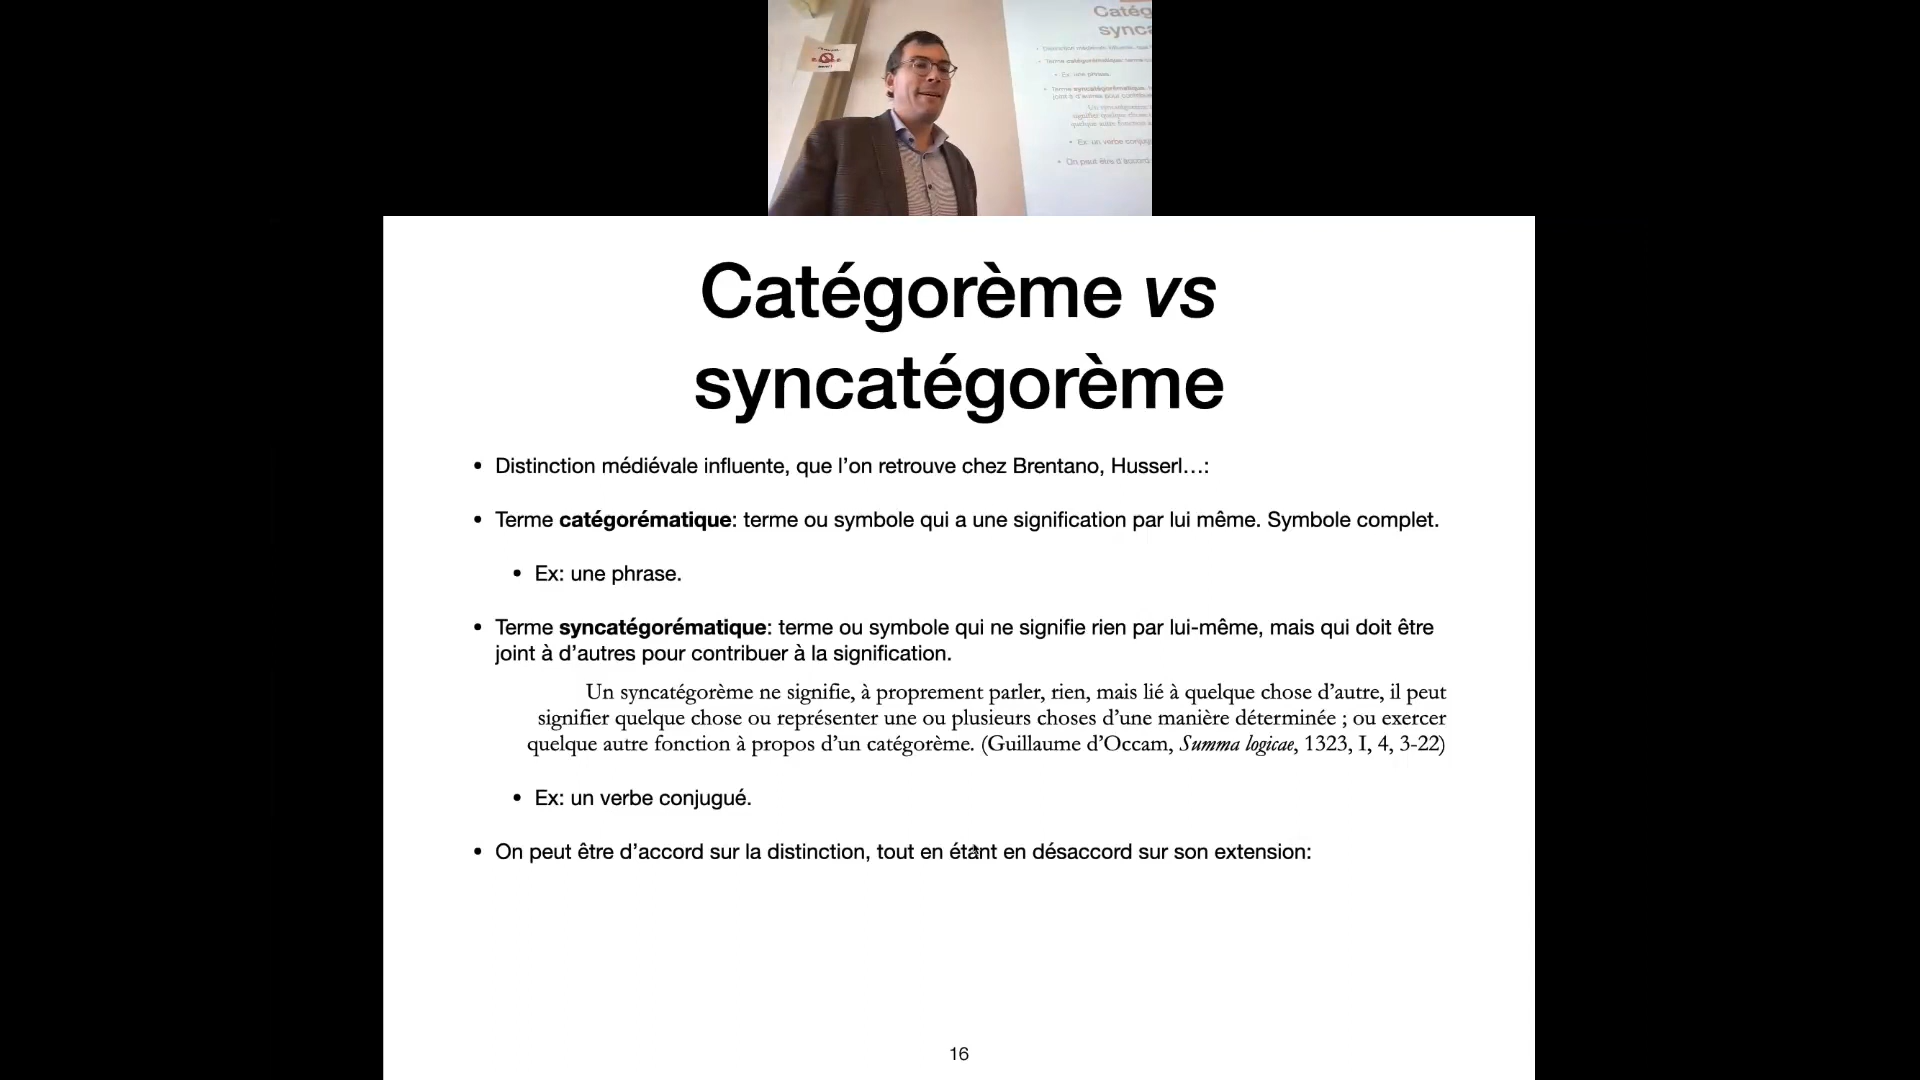 Catég
sync
Ex: une phrase.
Catégorème vs
syncatégorème
• Distinction médiévale influente, que l’on retrouve chez Brentano, Husserl…:
• Terme catégorématique: terme ou symbole qui a une signification par lui même. Symbole complet.
• Ex: une phrase.
• Terme syncatégorématique: terme ou symbole qui ne signifie rien par lui-même, mais qui doit être
joint à d’autres pour contribuer à la signification.
Un syncatégorème ne signifie, à proprement parler, rien, mais lié à quelque chose d’autre, il peut
signifier quelque chose ou représenter une ou plusieurs choses d’une manière déterminée ; ou exercer
quelque autre fonction à propos d’un catégorème. (Guillaume d’Occam, Summa logicae, 1323, I, 4, 3-22)
• Ex: un verbe conjugué.
• On peut être d’accord sur la distinction, tout en étant en désaccord sur son extension:
16